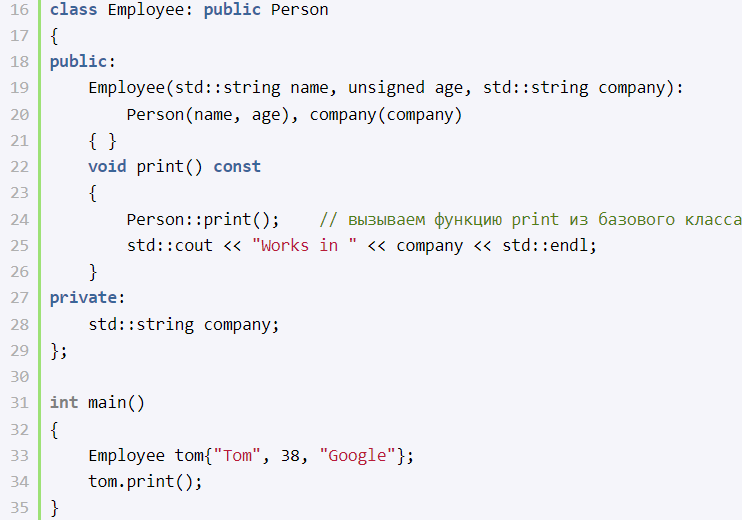 16 class Employee: public Person
17 {
18 public:
19     Employee(std::string name, unsigned age, std::string company):
20         Person(name, age), company(company)
21     { }
22     void print() const
23     {
24         Person::print();    // вызываем функцию print из базового класса
25         std::cout << "Works in " << company << std::endl;
26     }
27 private:
28     std::string company;
29 };
30
31 int main()
32 {
33     Employee tom{"Tom", 38, "Google"};
34     tom.print();
35 }